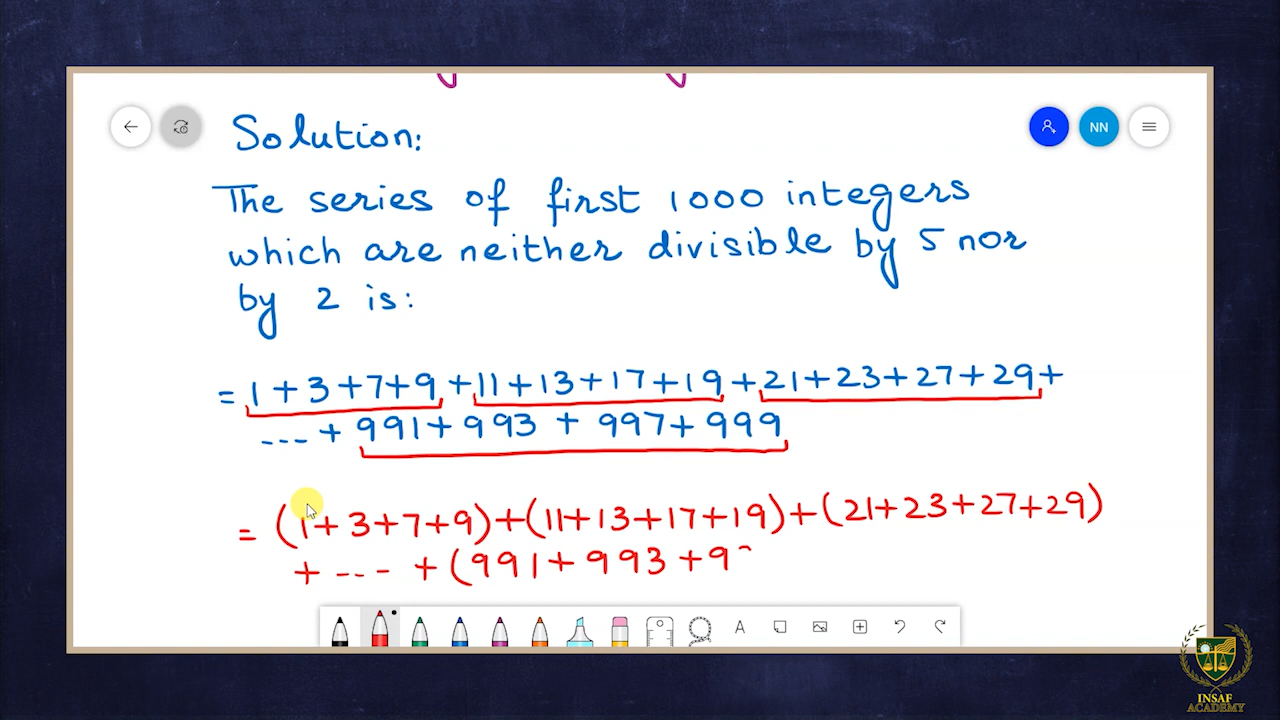 NN
Solution:
The series of first 1000 integers
which are neither divisible by 5 nor
by 2 is:
= 1 + 3 + 7 + 9 + 11 + 13 + 17 + 19 + 21 + 23 + 27 + 29 +
... + 991 + 993 + 997 + 999
= (1 + 3 + 7 + 9) + (11 + 13 + 17 + 19) + (21 + 23 + 27 + 29)
+ ... + (991 + 993 + 9
A
INSAF
ACADEMY